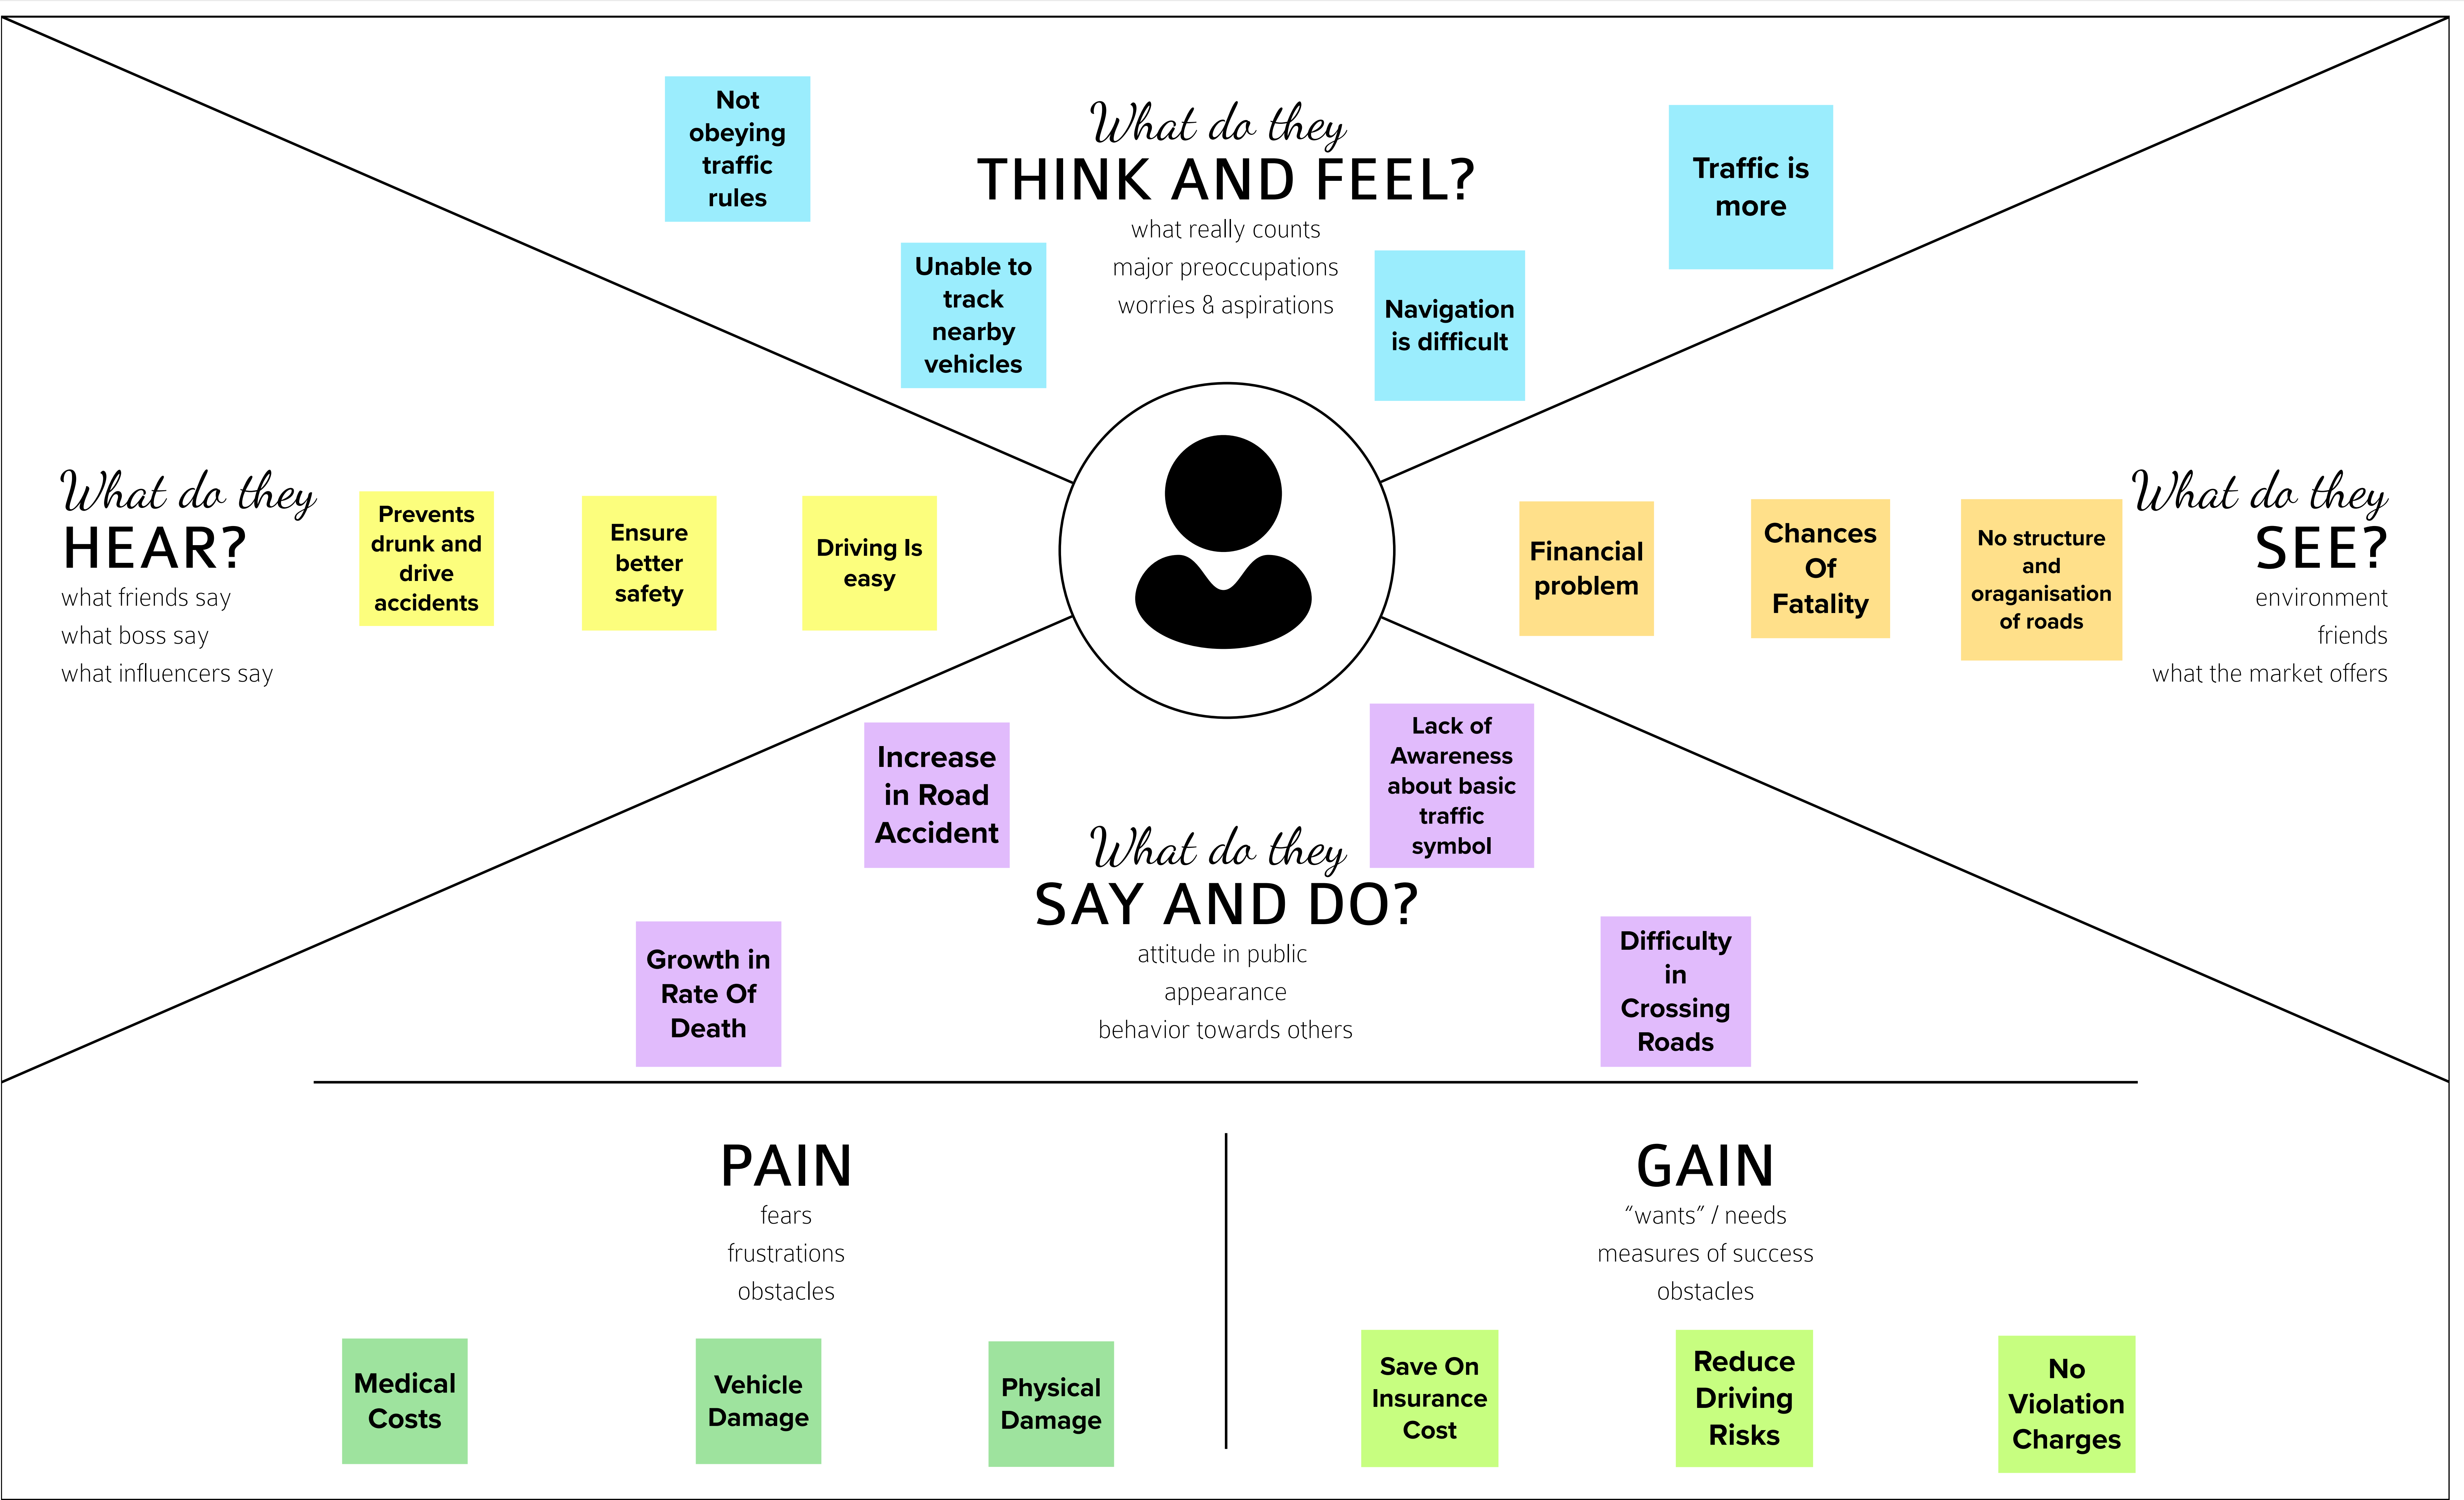 Not
obeying
traffic
rules
What do they
THINK AND FEEL?
what really counts
major preoccupations
worries & aspirations
Unable to
track
nearby
vehicles
Navigation
is difficult
Traffic is
more
What do they
HEAR?
what friends say
what boss say
what influencers say
Prevents
drunk and
drive
accidents
Ensure
better
safety
Driving Is
easy
Financial
problem
Chances
Of
Fatality
No structure
and
oraganisation
of roads
What do they
SEE?
environment
friends
what the market offers
Increase
in Road
Accident
Lack of
Awareness
about basic
traffic
symbol
What do they
SAY AND DO?
attitude in public
appearance
behavior towards others
Growth in
Rate Of
Death
Difficulty
in
Crossing
Roads
PAIN
fears
frustrations
obstacles
Medical
Costs
Vehicle
Damage
Physical
Damage
GAIN
“wants” / needs
measures of success
obstacles
Save On
Insurance
Cost
Reduce
Driving
Risks
No
Violation
Charges